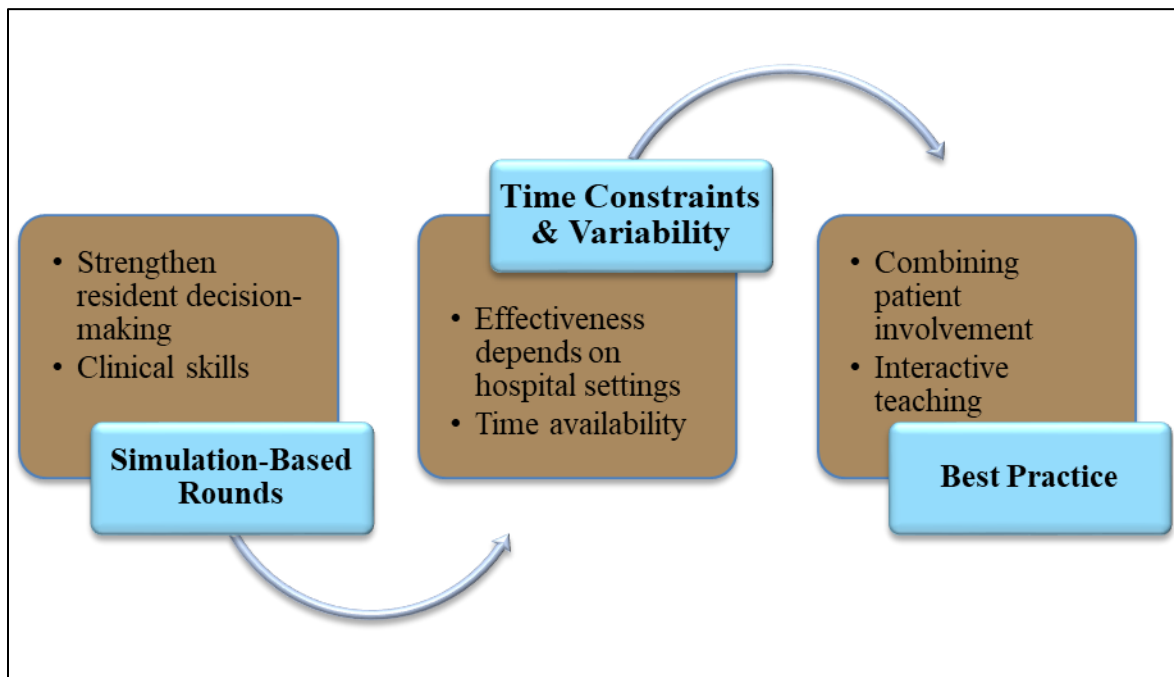 • Strengthen
resident decision-
making
• Clinical skills
Simulation-Based
Rounds
Time Constraints
& Variability
• Effectiveness
depends on
hospital settings
• Time availability
• Combining
patient
involvement
• Interactive
teaching
Best Practice